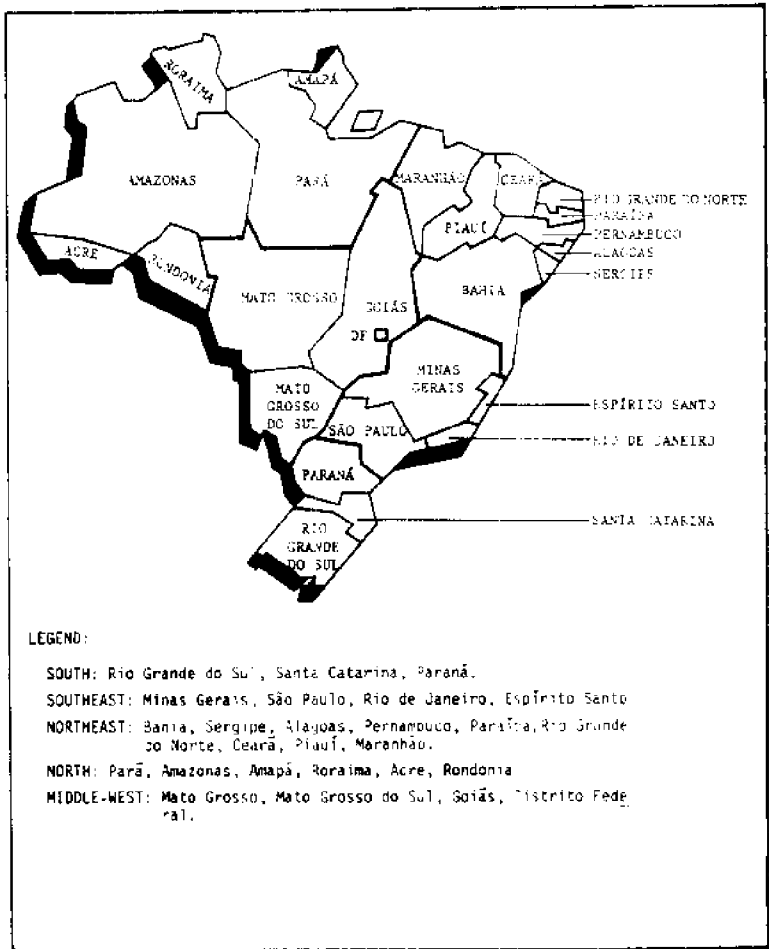 RORAIMA
AMAPÁ
AMAZONAS
PARÁ
MARANHÃO
CEARÁ
RIO GRANDE DO NORTE
PARAÍBA
PIAUÍ
PERNAMBUCO
ALAGOAS
ACRE
RONDONIA
SERGIPE
MATO GROSSO
GOIÁS
BAHIA
DF
MINAS
GERAIS
MATO
GROSSO
DO SUL
ESPÍRITO SANTO
SÃO PAULO
RIO DE JANEIRO
PARANÁ
SANTA CATARINA
RIO
GRANDE
DO SUL
LEGEND:
SOUTH: Rio Grande do Sul, Santa Catarina, Paraná.
SOUTHEAST: Minas Gerais, São Paulo, Rio de Janeiro, Espírito Santo
NORTHEAST: Bahia, Sergipe, Alagoas, Pernambuco, Paraíba, Rio Grande
do Norte, Ceará, Piauí, Maranhão.
NORTH: Pará, Amazonas, Amapá, Roraima, Acre, Rondonia
MIDDLE-WEST: Mato Grosso, Mato Grosso do Sul, Goiás, Distrito Fede
ral.